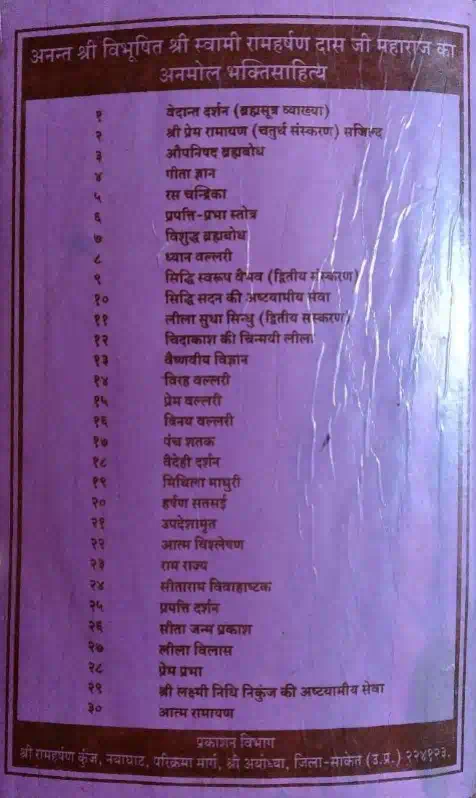 अनन्त श्री विभूषित श्री स्वामी रामहर्षण दास जी महाराज का
अनमोल भक्तिसाहित्य
१ वेदान्त दर्शन (ब्रह्मसूत्र व्याख्या)
२ श्री प्रेम रामायण (चतुर्थ संस्करण) सजिल्द
३ औपनिषद ब्रह्मबोध
४ गीता ज्ञान
५ रस चन्द्रिका
६ प्रपत्ति-प्रभा स्तोत्र
७ विशुद्ध ब्रह्मबोध
८ ध्यान वल्लरी
९ सिद्धि स्वरूप वैभव (द्वितीय संस्करण)
१० सिद्धि सदन की अष्टयामीय सेवा
११ लीला सुधा सिन्धु (द्वितीय संस्करण)
१२ चिदाकाश की चिन्मयी लीला
१३ वैष्णवीय विज्ञान
१४ विरह वल्लरी
१५ प्रेम वल्लरी
१६ विनय वल्लरी
१७ पंच शतक
१८ वैदेही दर्शन
१९ मिथिला माधुरी
२० हर्षण सतसई
२१ उपदेशामृत
२२ आत्म विश्लेषण
२३ राम राज्य
२४ सीताराम विवाहाष्टक
२५ प्रपत्ति दर्शन
२६ सीता जन्म प्रकाश
२७ लीला विलास
२८ प्रेम प्रभा
२९ श्री लक्ष्मी निधि निकुंज की अष्टयामीय सेवा
३० आत्म रामायण
प्रकाशन विभाग
श्री रामहर्षण कुंज, नयाघाट, परिक्रमा मार्ग, श्री अयोध्या, जिला-साकेत (उ.प्र.) २२४१२३.